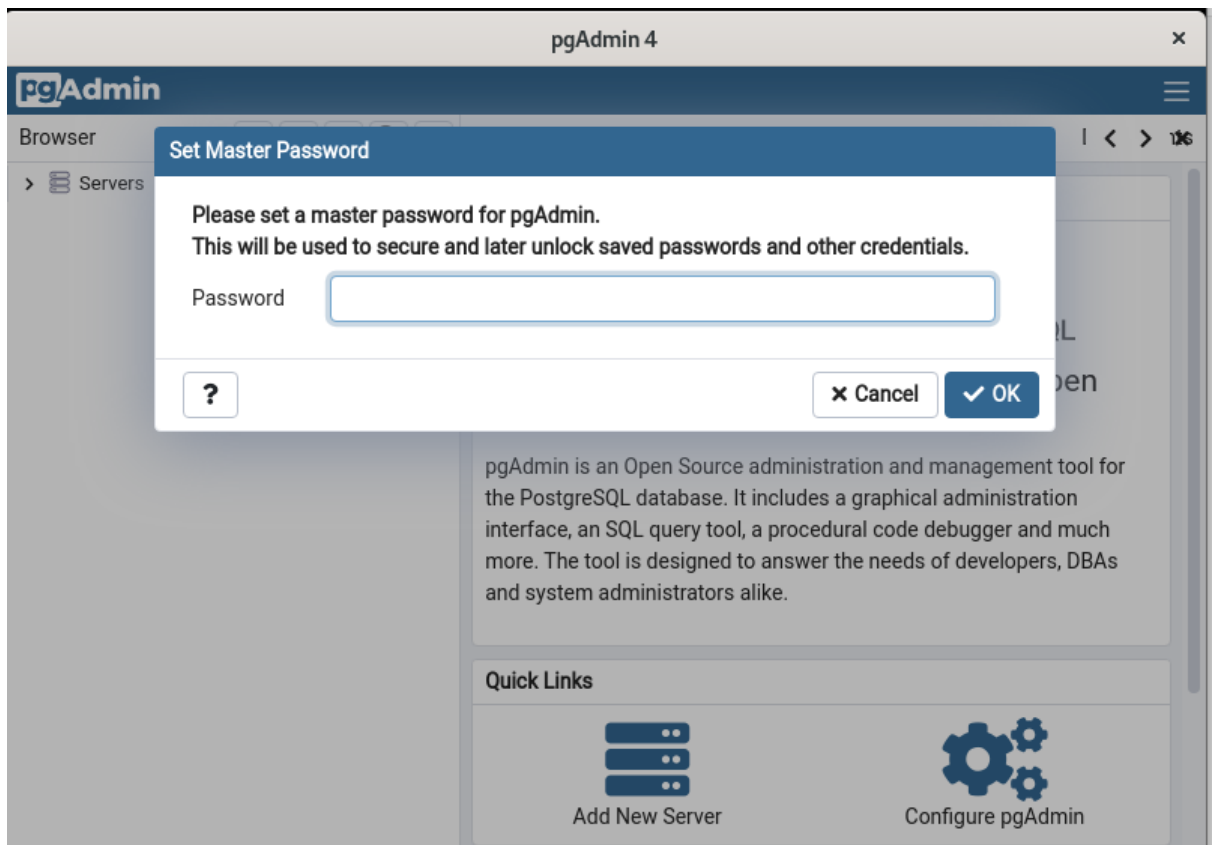 pgAdmin 4
pgAdmin
Browser
Set Master Password
Servers
Please set a master password for pgAdmin.
This will be used to secure and later unlock saved passwords and other credentials.
Password
?
Cancel
OK
pgAdmin is an Open Source administration and management tool for
the PostgreSQL database. It includes a graphical administration
interface, an SQL query tool, a procedural code debugger and much
more. The tool is designed to answer the needs of developers, DBAs
and system administrators alike.
Quick Links
Add New Server
Configure pgAdmin